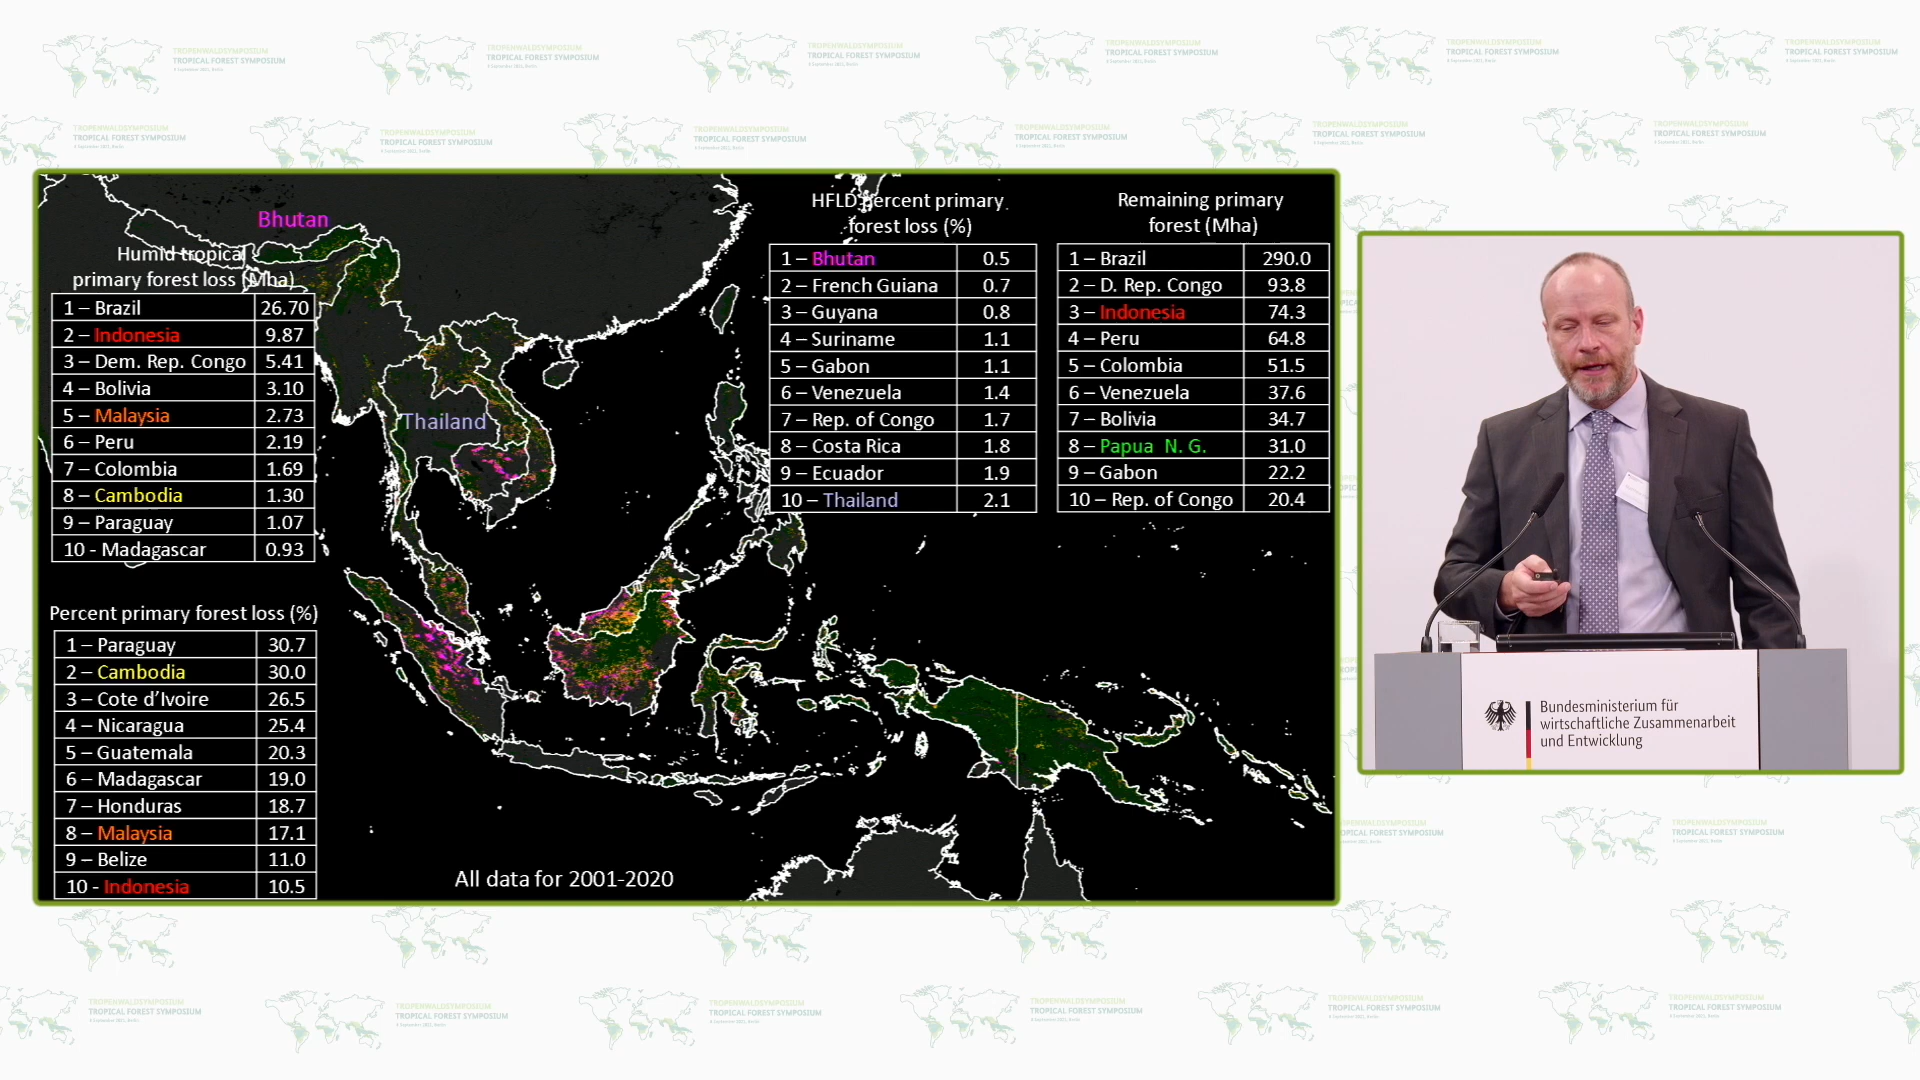 TROPENWALDSYMPOSIUM
TROPICAL FOREST SYMPOSIUM
Bhutan
Humid tropical
primary forest loss (Mha)
1 – Brazil 26.70
2 – Indonesia 9.87
3 – Dem. Rep. Congo 5.41
4 – Bolivia 3.10
5 – Malaysia 2.73
6 – Peru 2.19
7 – Colombia 1.69
8 – Cambodia 1.30
9 – Paraguay 1.07
10 - Madagascar 0.93
Percent primary forest loss (%)
1 – Paraguay 30.7
2 – Cambodia 30.0
3 – Cote d’Ivoire 26.5
4 – Nicaragua 25.4
5 – Guatemala 20.3
6 – Madagascar 19.0
7 – Honduras 18.7
8 – Malaysia 17.1
9 – Belize 11.0
10 - Indonesia 10.5
Thailand
All data for 2001-2020
HFLD percent primary
forest loss (%)
1 – Bhutan 0.5
2 – French Guiana 0.7
3 – Guyana 0.8
4 – Suriname 1.1
5 – Gabon 1.1
6 – Venezuela 1.4
7 – Rep. of Congo 1.7
8 – Costa Rica 1.8
9 – Ecuador 1.9
10 – Thailand 2.1
Remaining primary
forest (Mha)
1 – Brazil 290.0
2 – D. Rep. Congo 93.8
3 – Indonesia 74.3
4 – Peru 64.8
5 – Colombia 51.5
6 – Venezuela 37.6
7 – Bolivia 34.7
8 – Papua N. G. 31.0
9 – Gabon 22.2
10 – Rep. of Congo 20.4
Bundesministerium für
wirtschaftliche Zusammenarbeit
und Entwicklung